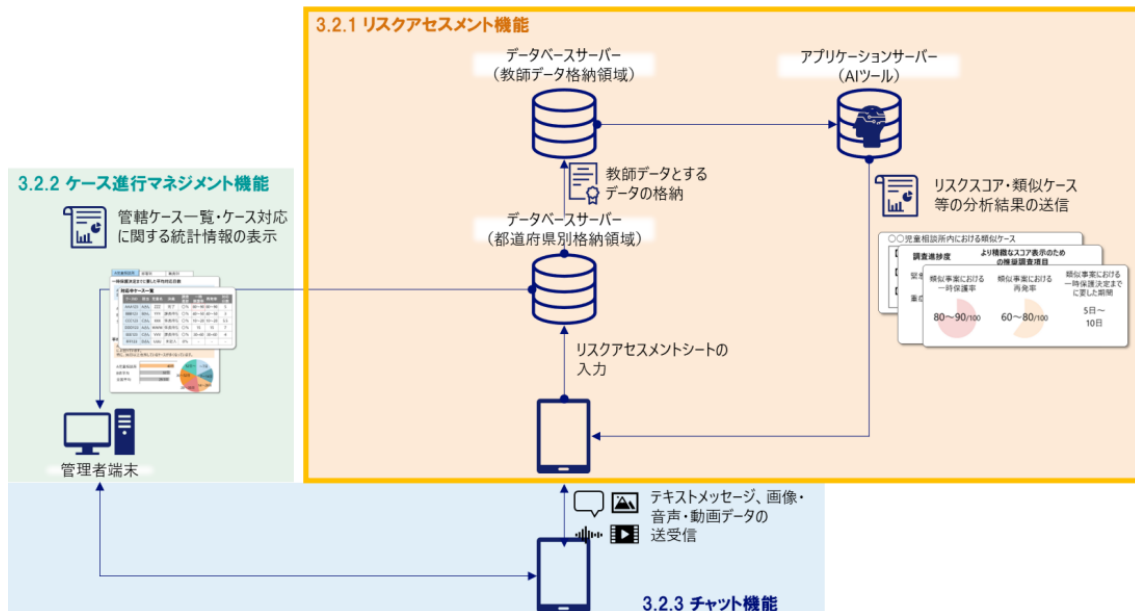 3.2.1 リスクアセスメント機能
データベースサーバー
（教師データ格納領域）
アプリケーションサーバー
（AIツール）
教師データとする
データの格納
リスクスコア・類似ケース
等の分析結果の送信
データベースサーバー
（都道府県別格納領域）
〇〇児童相談所内における類似ケース
調査進捗度
より精緻なスコア表示のため
の推奨調査項目
類似事案における
一時保護率
80～90/100
類似事案における
再発率
60～80/100
類似事案における
一時保護決定まで
に要した期間
5日～
10日
リスクアセスメントシートの
入力
3.2.2 ケース進行マネジメント機能
管轄ケース一覧・ケース対応
に関する統計情報の表示
管理者端末
テキストメッセージ、画像・
音声・動画データの
送受信
3.2.3 チャット機能